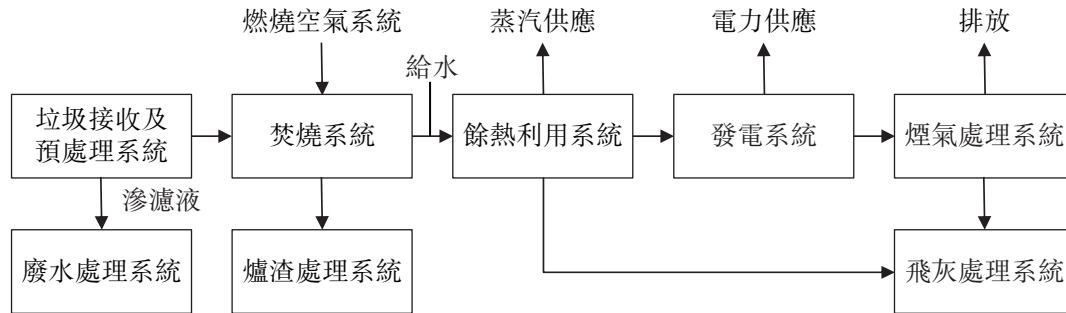 燃燒空氣系統
蒸汽供應
電力供應
排放
給水
垃圾接收及
預處理系統
焚燒系統
餘熱利用系統
發電系統
煙氣處理系統
滲濾液
廢水處理系統
爐渣處理系統
飛灰處理系統